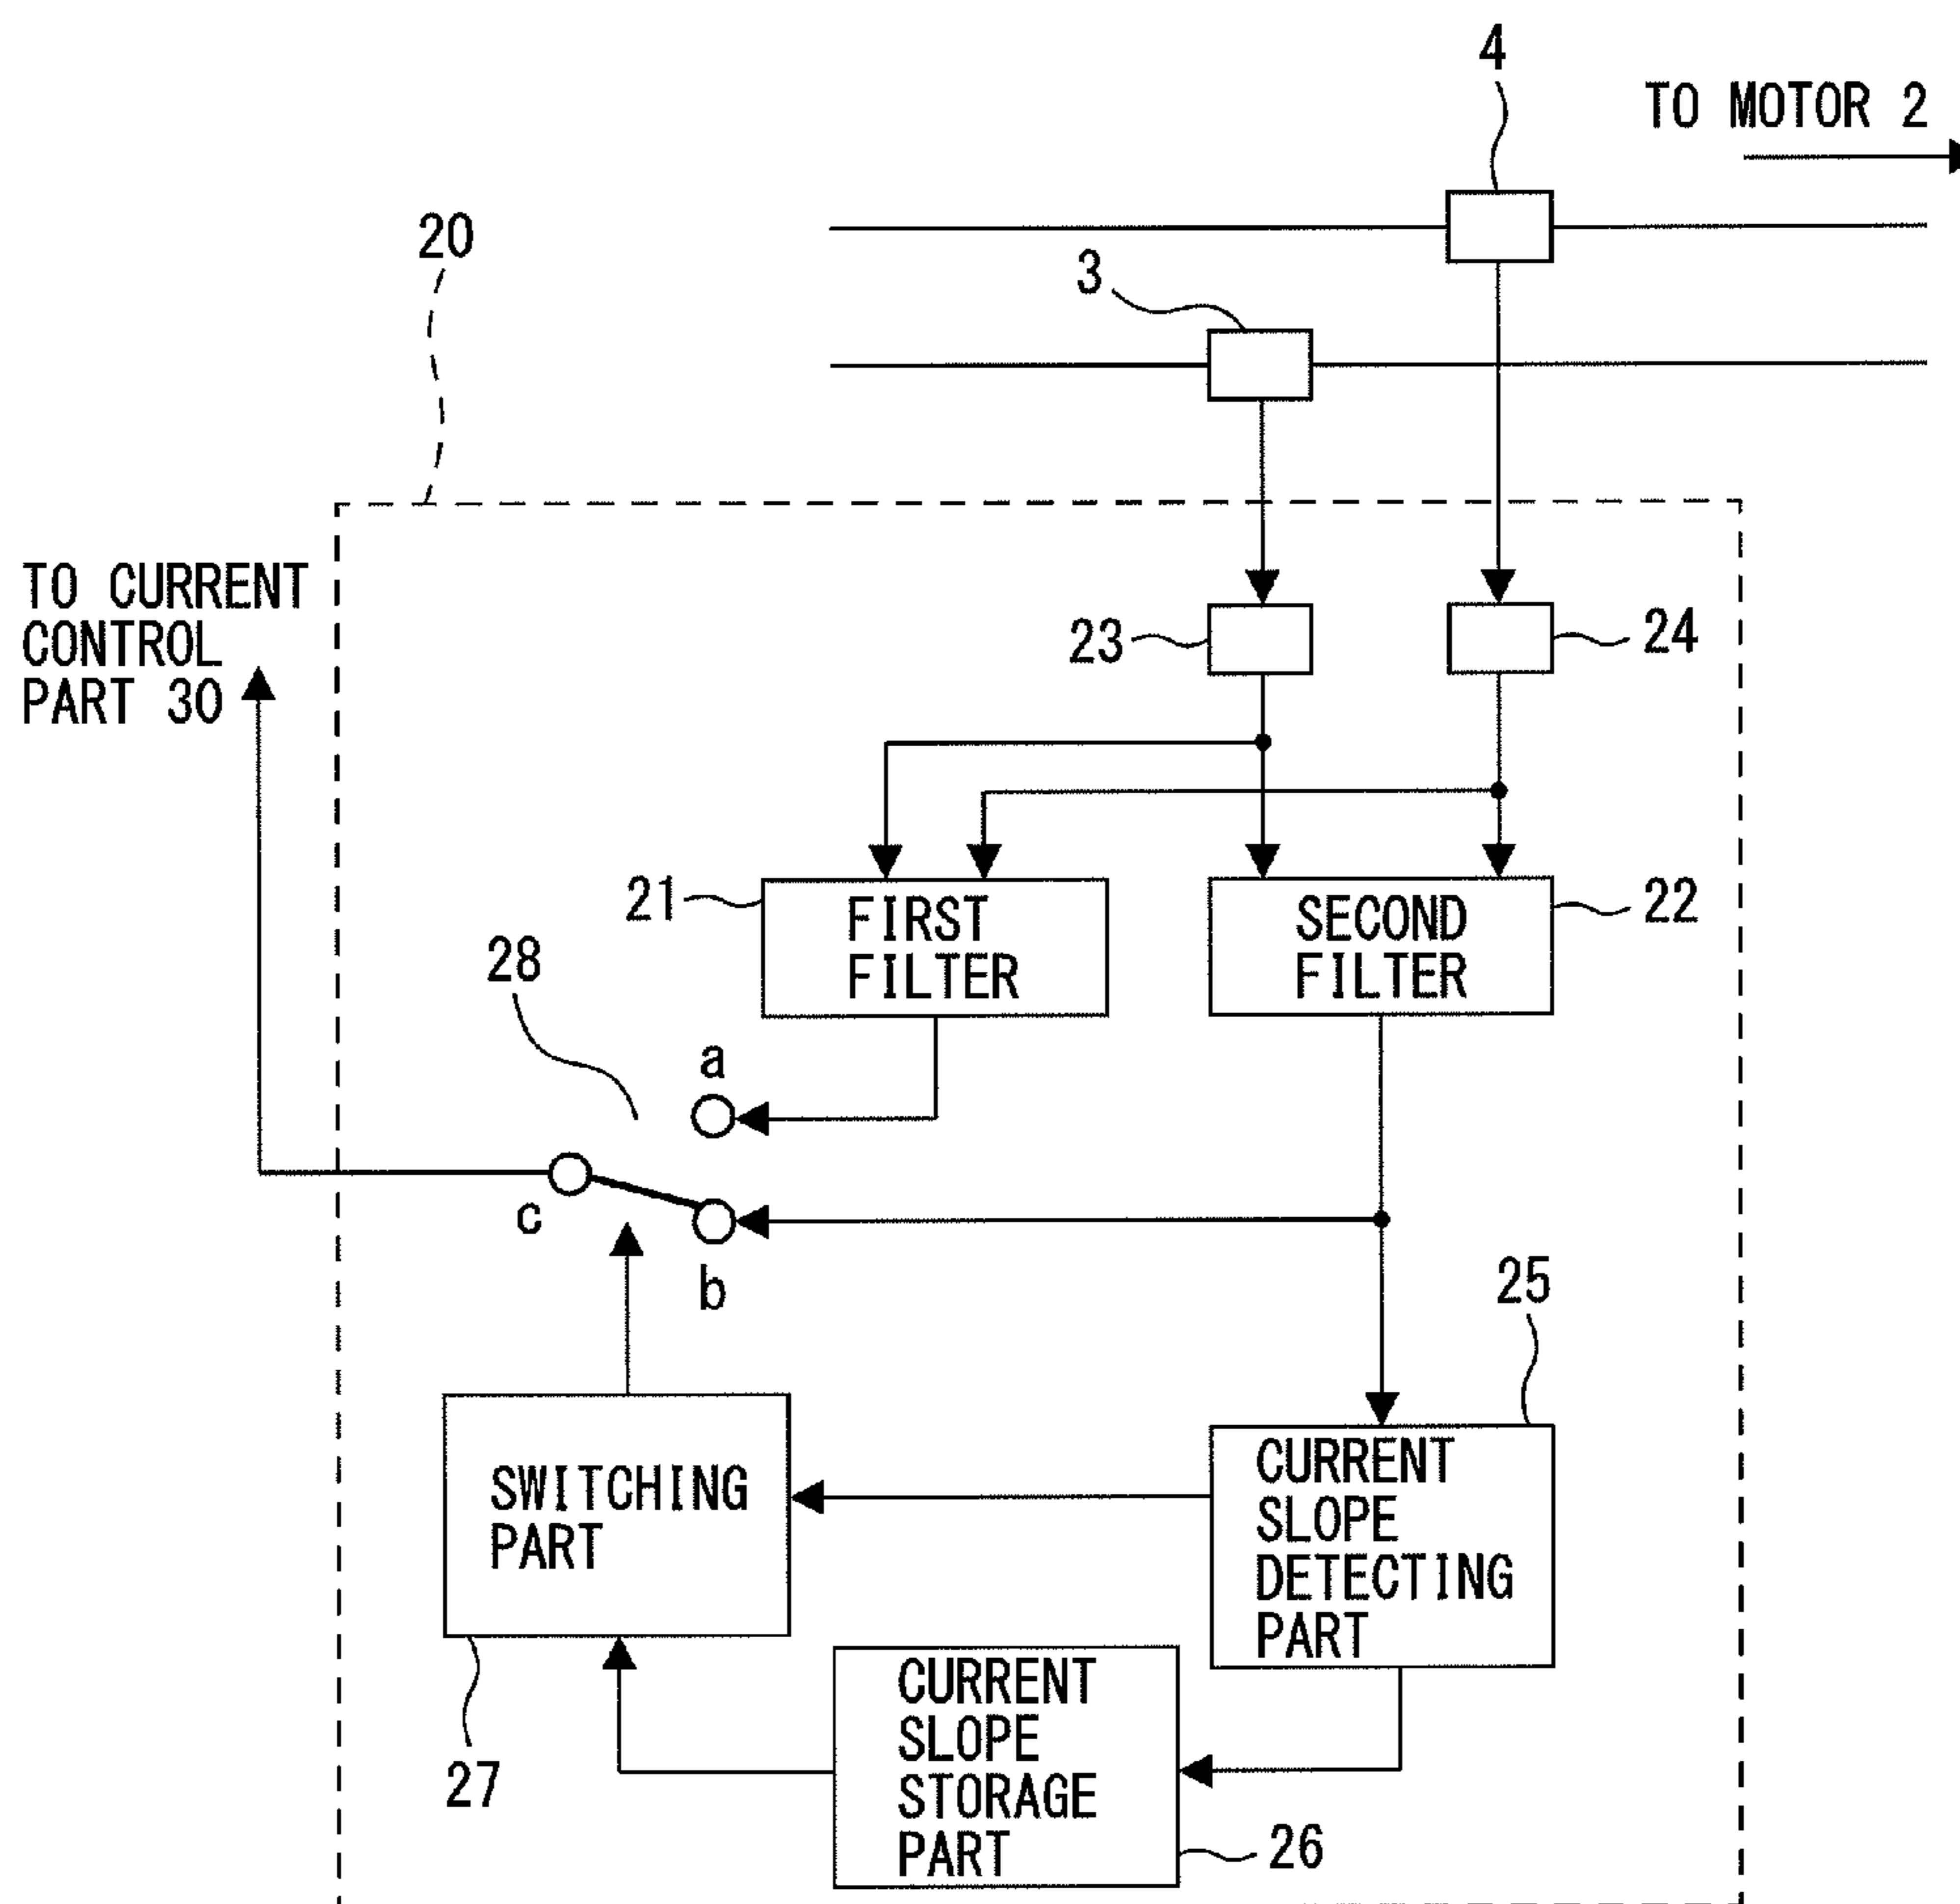 4
TO MOTOR 2
20
3
TO CURRENT
CONTROL
PART 30
23
24
21
FIRST
FILTER
SECOND
FILTER
22
28
a
c
b
25
SWITCHING
PART
CURRENT
SLOPE
DETECTING
PART
27
CURRENT
SLOPE
STORAGE
PART
26